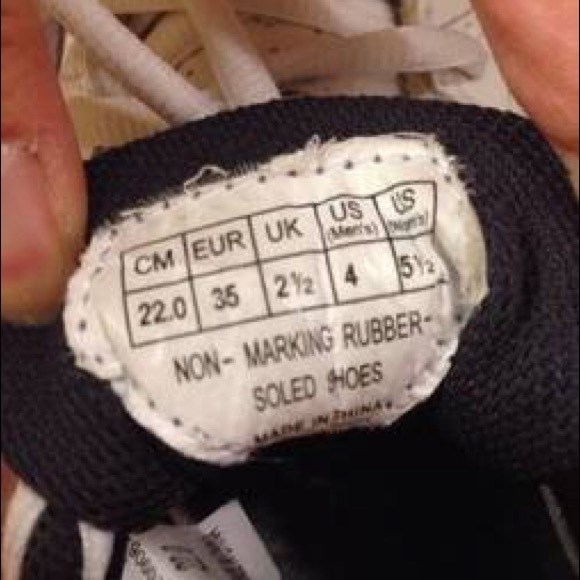 CM EUR UK US US
(Men's)
22.0 35 2½ 4 5½
NON- MARKING RUBBER-
SOLED SHOES
MADE IN CHINA